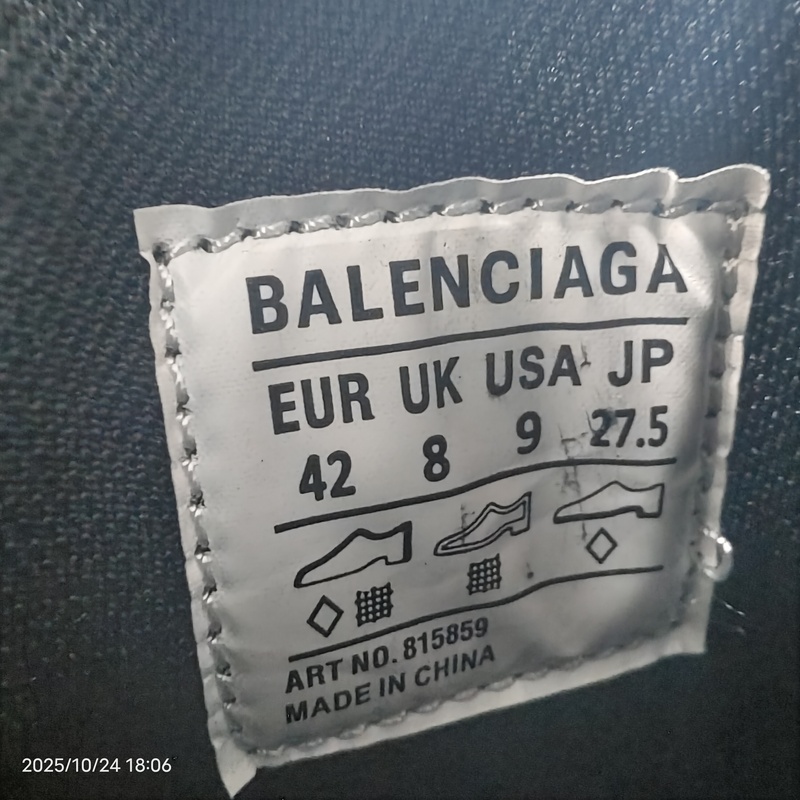 BALENCIAGA
EUR UK USA JP
42 8 9 27.5
ART NO. 815859
MADE IN CHINA
2025/10/24 18:06